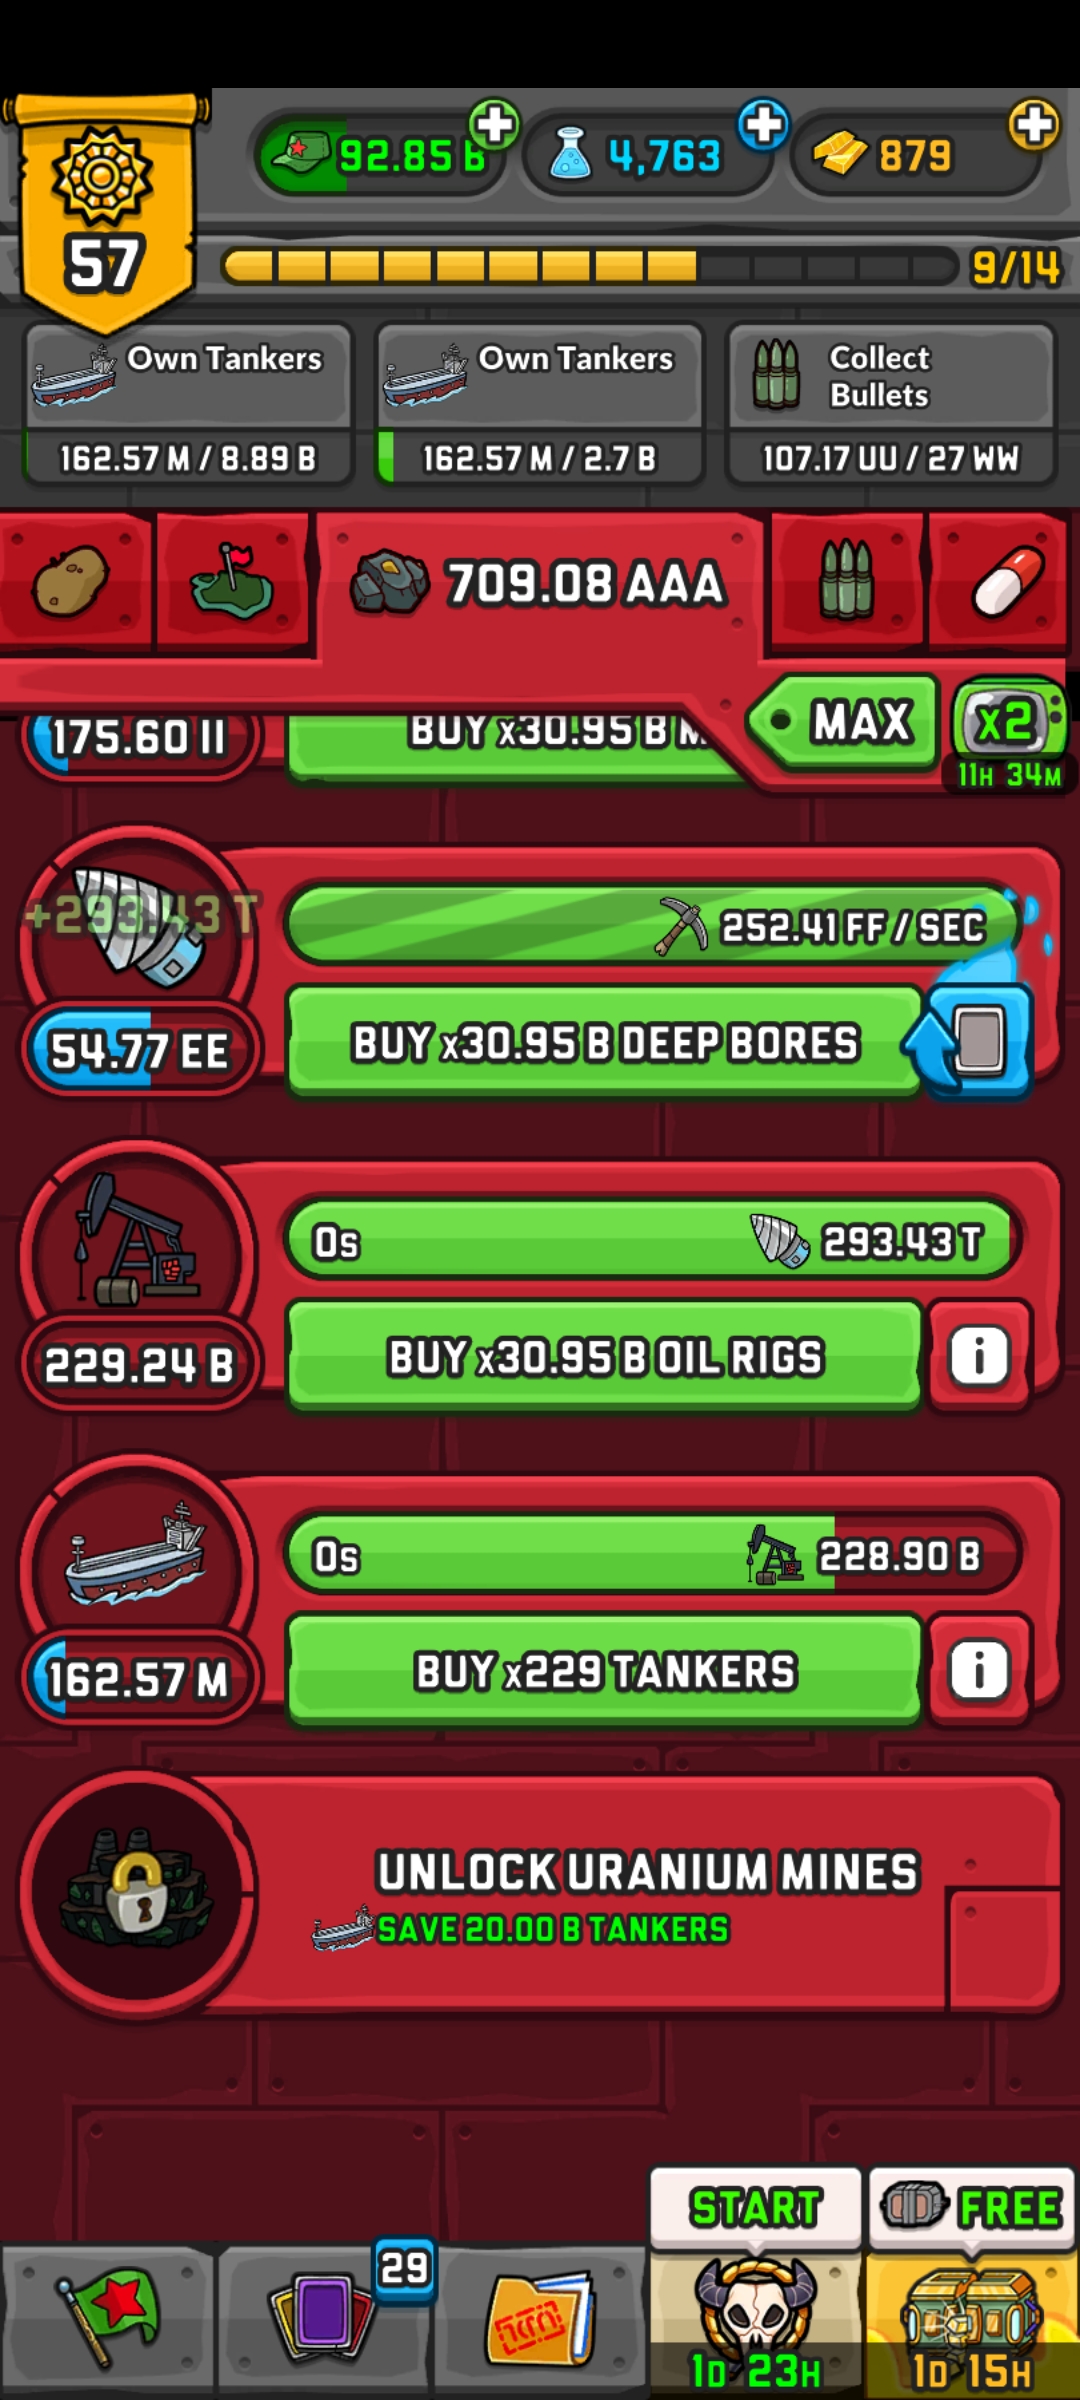 92.85 B
4,763
879
57
9/14
Own Tankers
162.57 M / 8.89 B
Own Tankers
162.57 M / 2.7 B
Collect
Bullets
107.17 UU / 27 WW
709.08 AAA
MAX
x2
11H 34M
175.60 II
BUY x30.95 B M
+293.43 T
252.41 FF / SEC
54.77 EE
BUY x30.95 B DEEP BORES
0s
293.43 T
229.24 B
BUY x30.95 B OIL RIGS
i
0s
228.90 B
162.57 M
BUY x229 TANKERS
i
UNLOCK URANIUM MINES
SAVE 20.00 B TANKERS
START
FREE
29
1D 23H
1D 15H